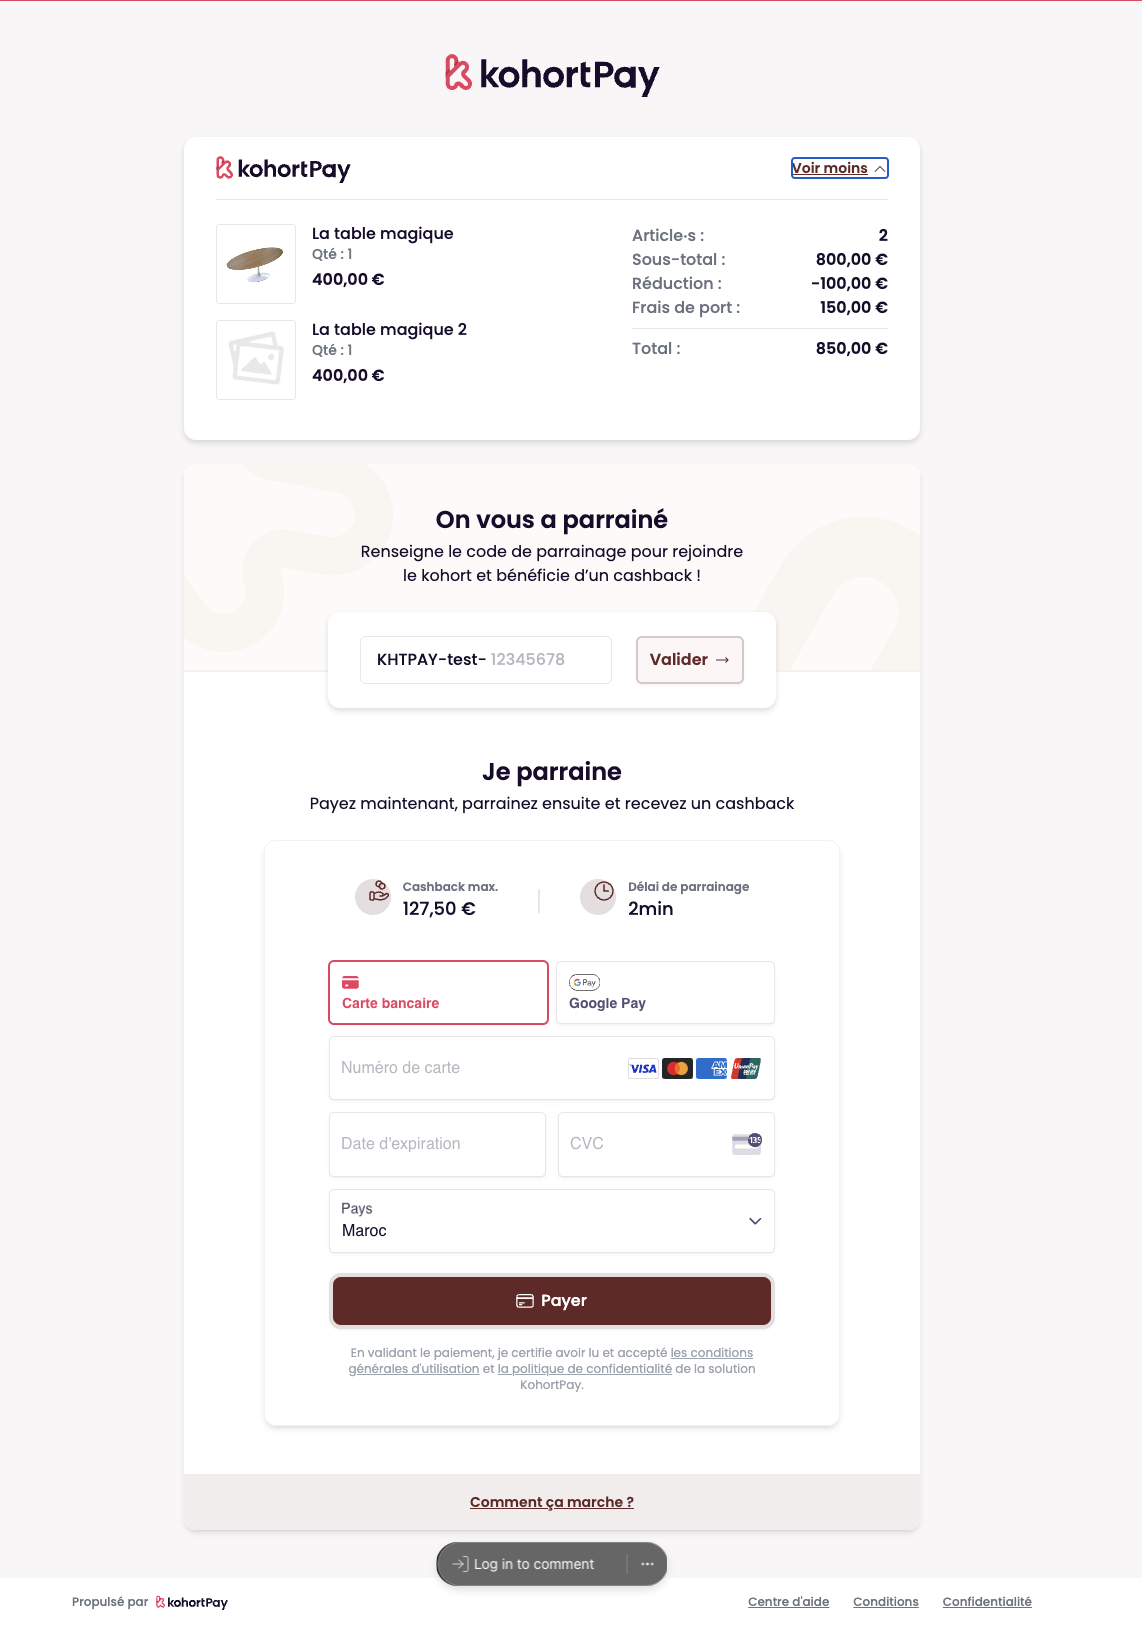 kohortPay
kohortPay
Voir moins
La table magique
Qté : 1
400,00 €
La table magique 2
Qté : 1
400,00 €
Article·s : 2
Sous-total : 800,00 €
Réduction : -100,00 €
Frais de port : 150,00 €
Total : 850,00 €
On vous a parrainé
Renseigne le code de parrainage pour rejoindre
le kohort et bénéficie d’un cashback !
KHTPAY-test- 12345678
Valider →
Je parraine
Payez maintenant, parrainez ensuite et recevez un cashback
Cashback max.
127,50 €
Délai de parrainage
2min
Carte bancaire
G Pay
Google Pay
Numéro de carte
VISA
AM
EX
UnionPay
Date d'expiration
CVC
135
Pays
Maroc
Payer
En validant le paiement, je certifie avoir lu et accepté les conditions
générales d'utilisation et la politique de confidentialité de la solution
KohortPay.
Comment ça marche ?
Log in to comment
Propulsé par kohortPay
Centre d'aide
Conditions
Confidentialité